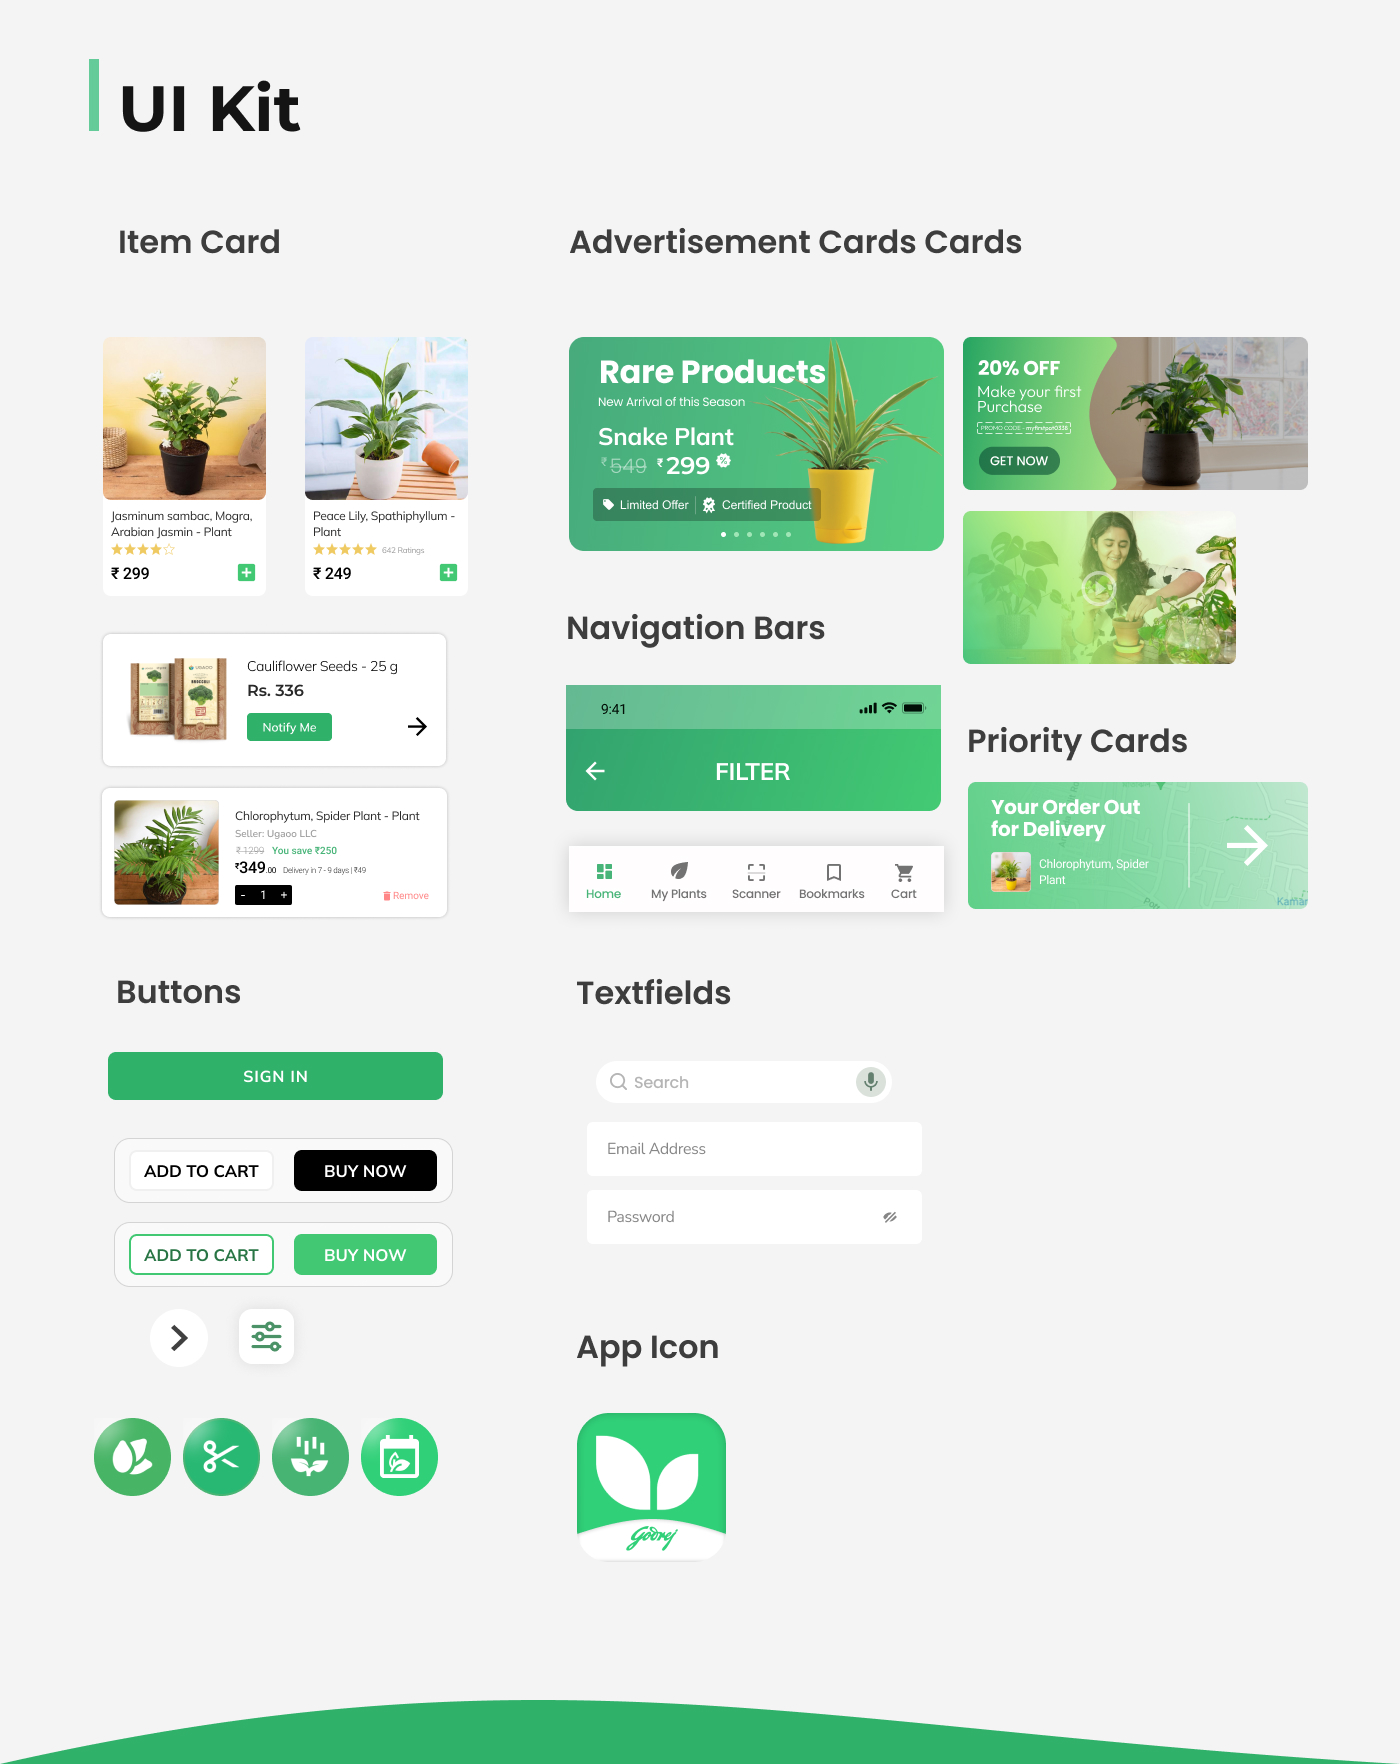 UI Kit
Item Card
Jasminum sambac, Mogra,
Arabian Jasmin - Plant
₹ 299
Peace Lily, Spathiphyllum -
Plant
642 Ratings
₹ 249
UGAOO
BROCCOLI
Cauliflower Seeds - 25 g
Rs. 336
Notify Me
Chlorophytum, Spider Plant - Plant
Seller: Ugaoo LLC
₹ 1299 You save ₹250
₹349.00 Delivery in 7 - 9 days | ₹49
- 1 +
Remove
Advertisement Cards Cards
Rare Products
New Arrival of this Season
Snake Plant
₹549 ₹299
Limited Offer
Certified Product
20% OFF
Make your first
Purchase
PROMO CODE - myfirstpot0338
GET NOW
Navigation Bars
9:41
FILTER
Home
My Plants
Scanner
Bookmarks
Cart
Priority Cards
Your Order Out
for Delivery
Chlorophytum, Spider
Plant
Kamar
Buttons
SIGN IN
ADD TO CART
BUY NOW
ADD TO CART
BUY NOW
Textfields
Search
Email Address
Password
App Icon
Godrej